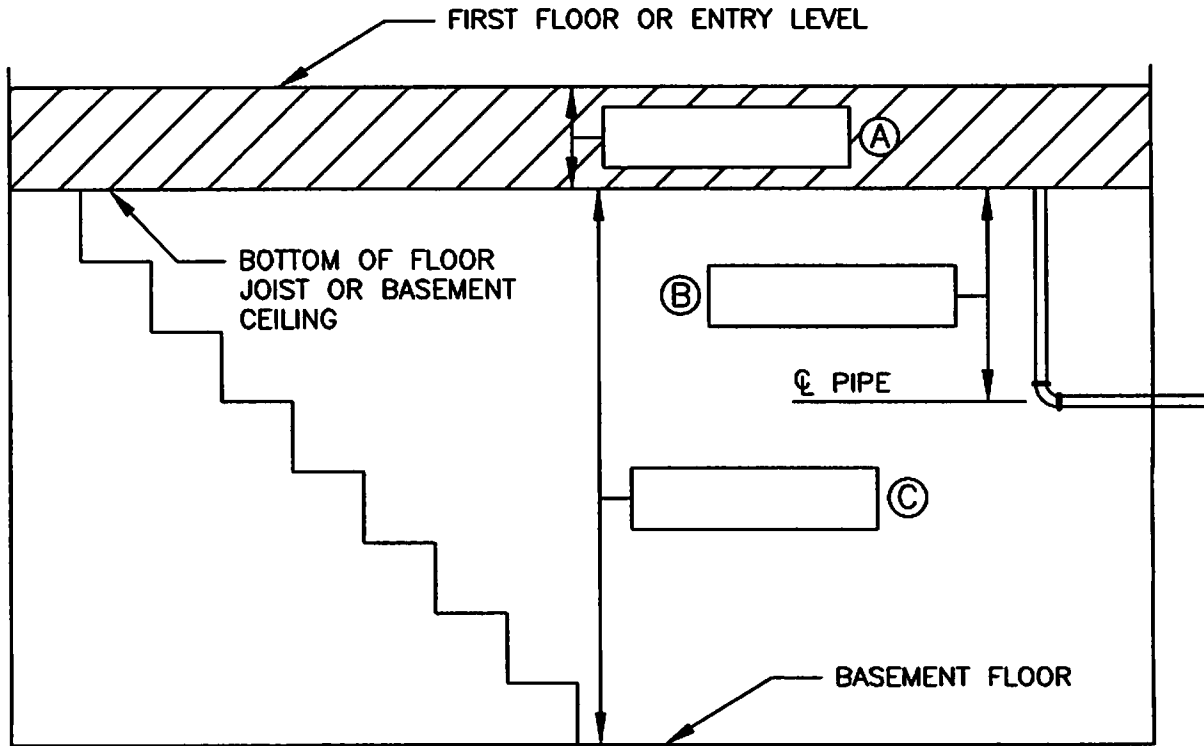 FIRST FLOOR OR ENTRY LEVEL
A
BOTTOM OF FLOOR
JOIST OR BASEMENT
CEILING
B
℄ PIPE
C
BASEMENT FLOOR